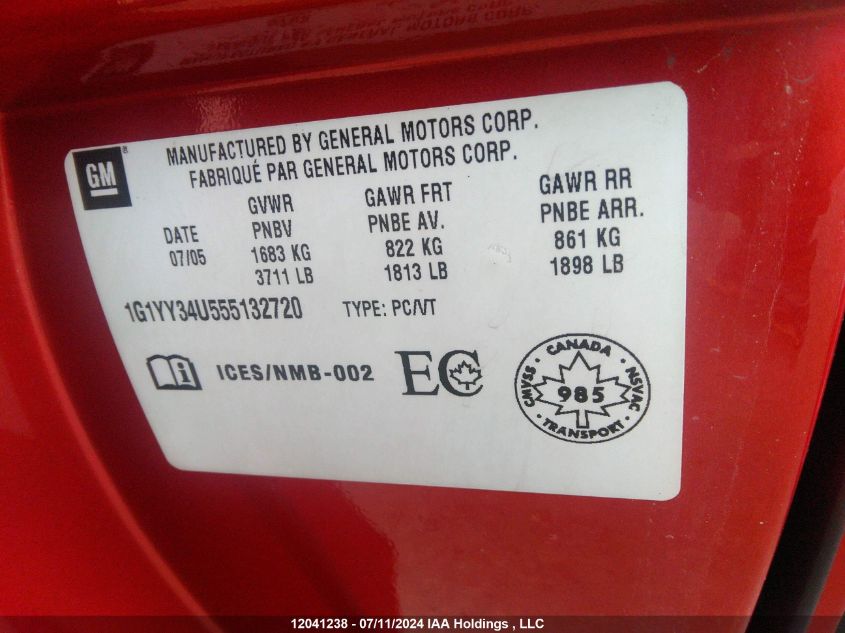 GM
MANUFACTURED BY GENERAL MOTORS CORP.
FABRIQUÉ PAR GENERAL MOTORS CORP.
DATE
07/05
GVWR
PNBV
1683 KG
3711 LB
GAWR FRT
PNBE AV.
822 KG
1813 LB
GAWR RR
PNBE ARR.
861 KG
1898 LB
1G1YY34U555132720 TYPE: PC/VT
ICES/NMB-002
EC
CANADA
CMVSS
985
NSVAC
TRANSPORT
12041238 - 07/11/2024 IAA Holdings , LLC